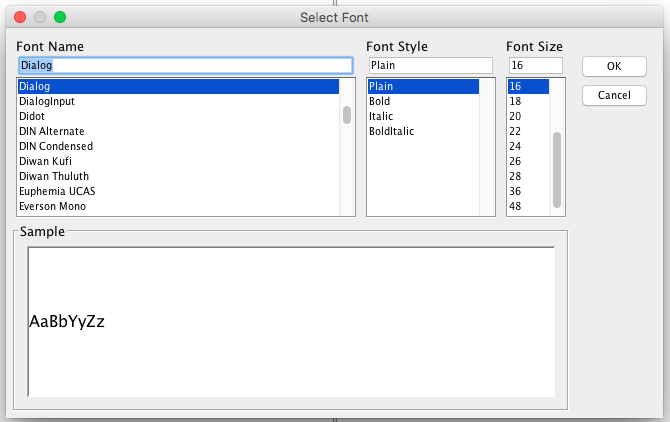 Select Font
Font Name
Dialog
Dialog
DialogInput
Didot
DIN Alternate
DIN Condensed
Diwan Kufi
Diwan Thuluth
Euphemia UCAS
Everson Mono
Font Style
Plain
Plain
Bold
Italic
BoldItalic
Font Size
16
16
18
20
22
24
26
28
36
48
OK
Cancel
Sample
AaBbYyZz